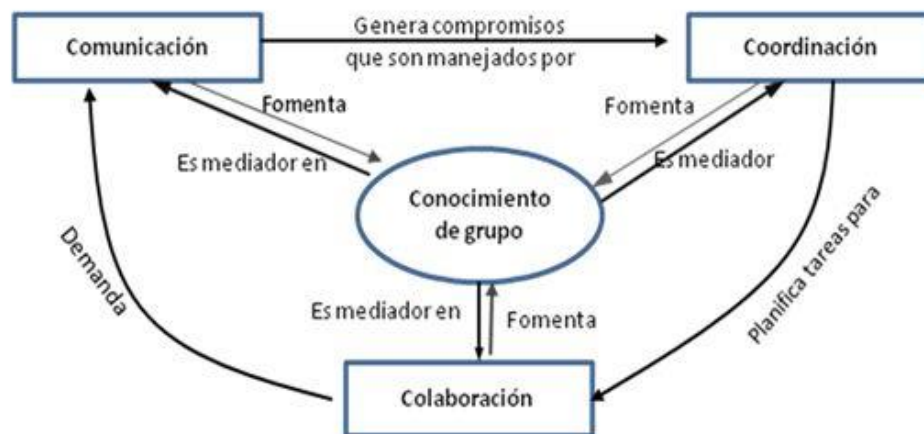 Comunicación
Genera compromisos
que son manejados por
Coordinación
Fomenta
Fomenta
Es mediador en
Es mediador
Conocimiento
de grupo
Demanda
Planifica tareas para
Es mediador en
Fomenta
Colaboración